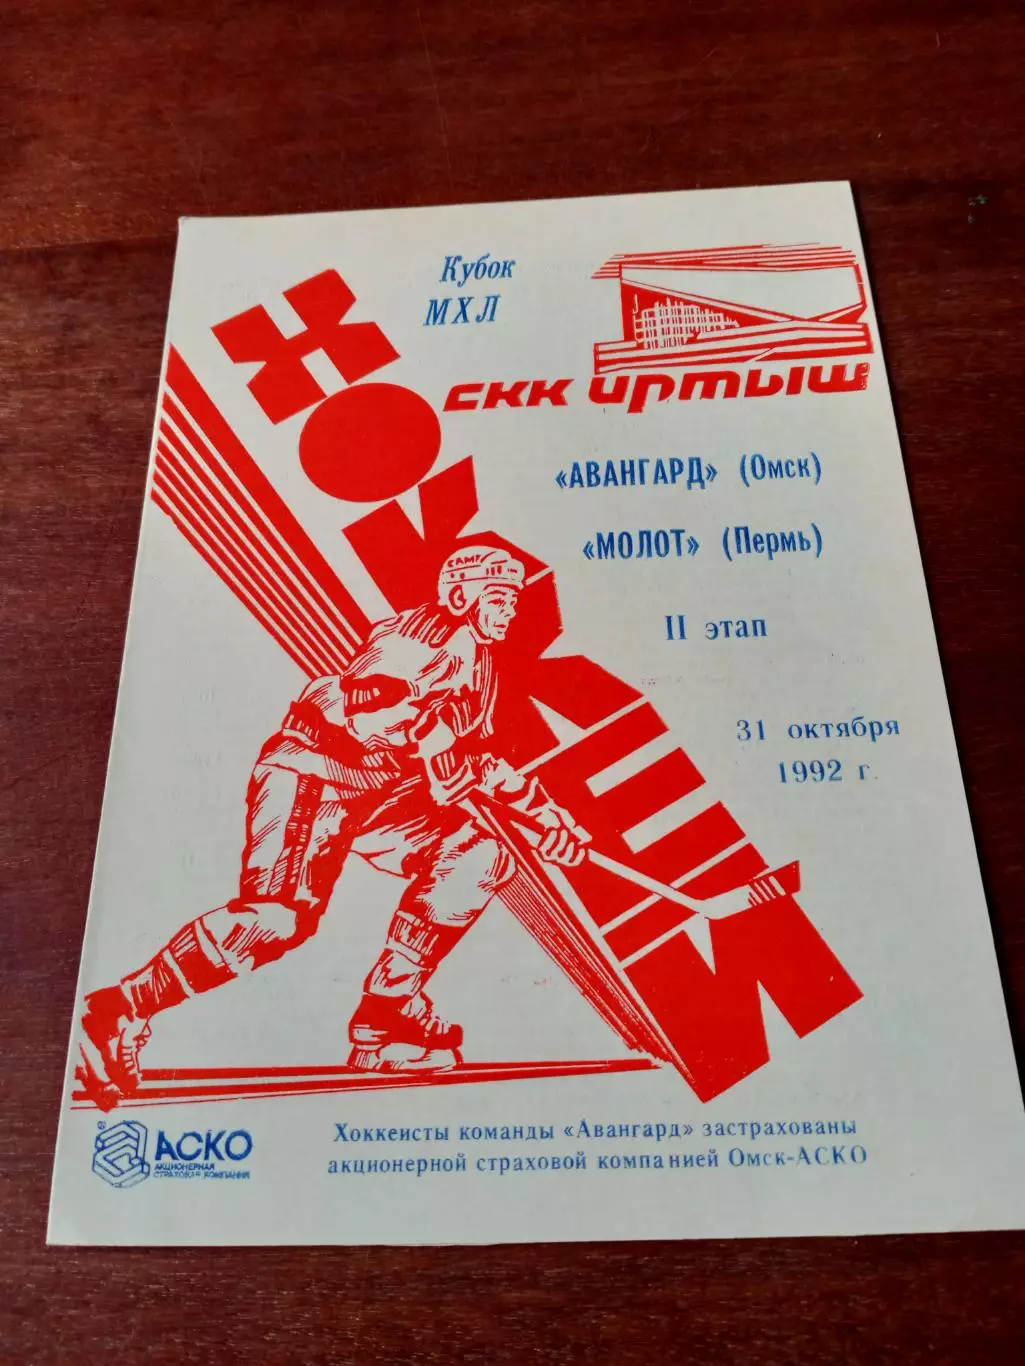 Кубок
МХЛ
ХОККЕЙ
СКК ИРТЫШ
«АВАНГАРД» (Омск)
«МОЛОТ» (Пермь)
II этап
31 октября
1992 г.
АСКО
АКЦИОНЕРНАЯ
СТРАХОВАЯ КОМПАНИЯ
Хоккеисты команды «Авангард» застрахованы
акционерной страховой компанией Омск-АСКО